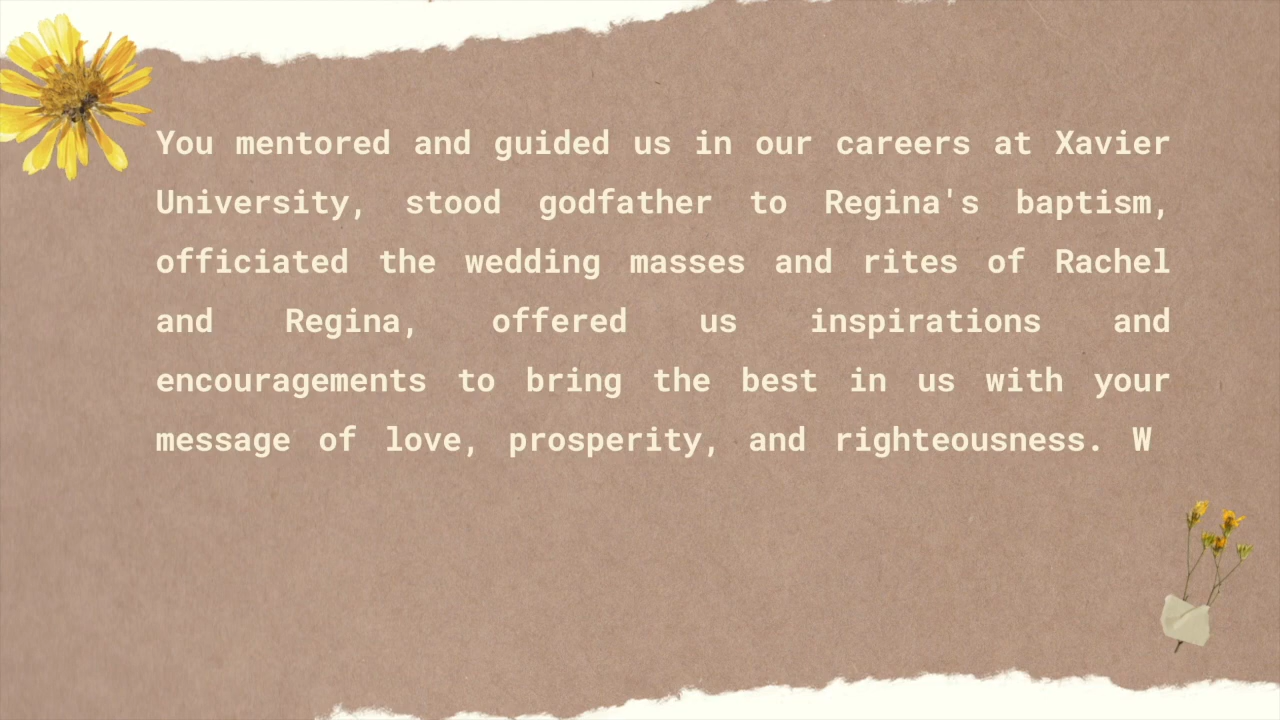 You mentored and guided us in our careers at Xavier
University, stood godfather to Regina's baptism,
officiated the wedding masses and rites of Rachel
and Regina, offered us inspirations and
encouragements to bring the best in us with your
message of love, prosperity, and righteousness. W